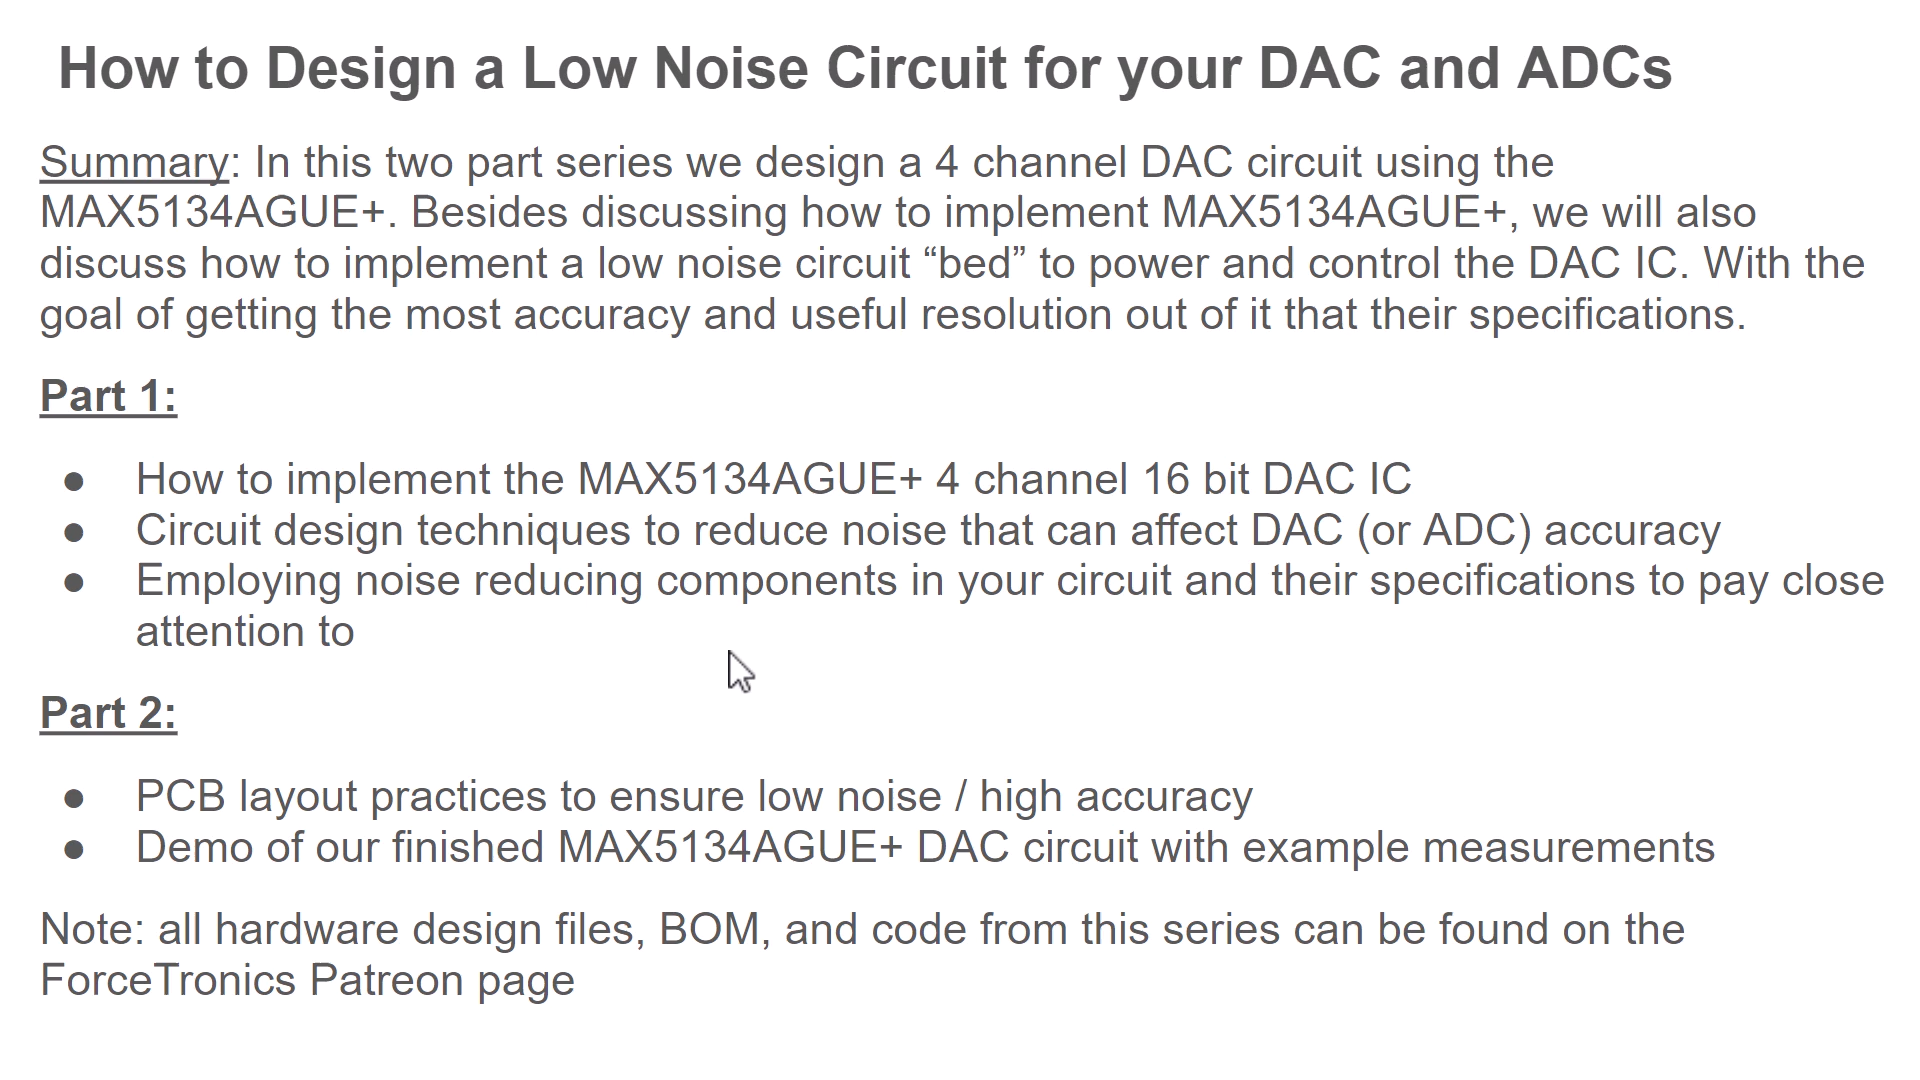 How to Design a Low Noise Circuit for your DAC and ADCs
Summary: In this two part series we design a 4 channel DAC circuit using the
MAX5134AGUE+. Besides discussing how to implement MAX5134AGUE+, we will also
discuss how to implement a low noise circuit “bed” to power and control the DAC IC. With the
goal of getting the most accuracy and useful resolution out of it that their specifications.
Part 1:
● How to implement the MAX5134AGUE+ 4 channel 16 bit DAC IC
● Circuit design techniques to reduce noise that can affect DAC (or ADC) accuracy
● Employing noise reducing components in your circuit and their specifications to pay close
attention to
Part 2:
● PCB layout practices to ensure low noise / high accuracy
● Demo of our finished MAX5134AGUE+ DAC circuit with example measurements
Note: all hardware design files, BOM, and code from this series can be found on the
ForceTronics Patreon page